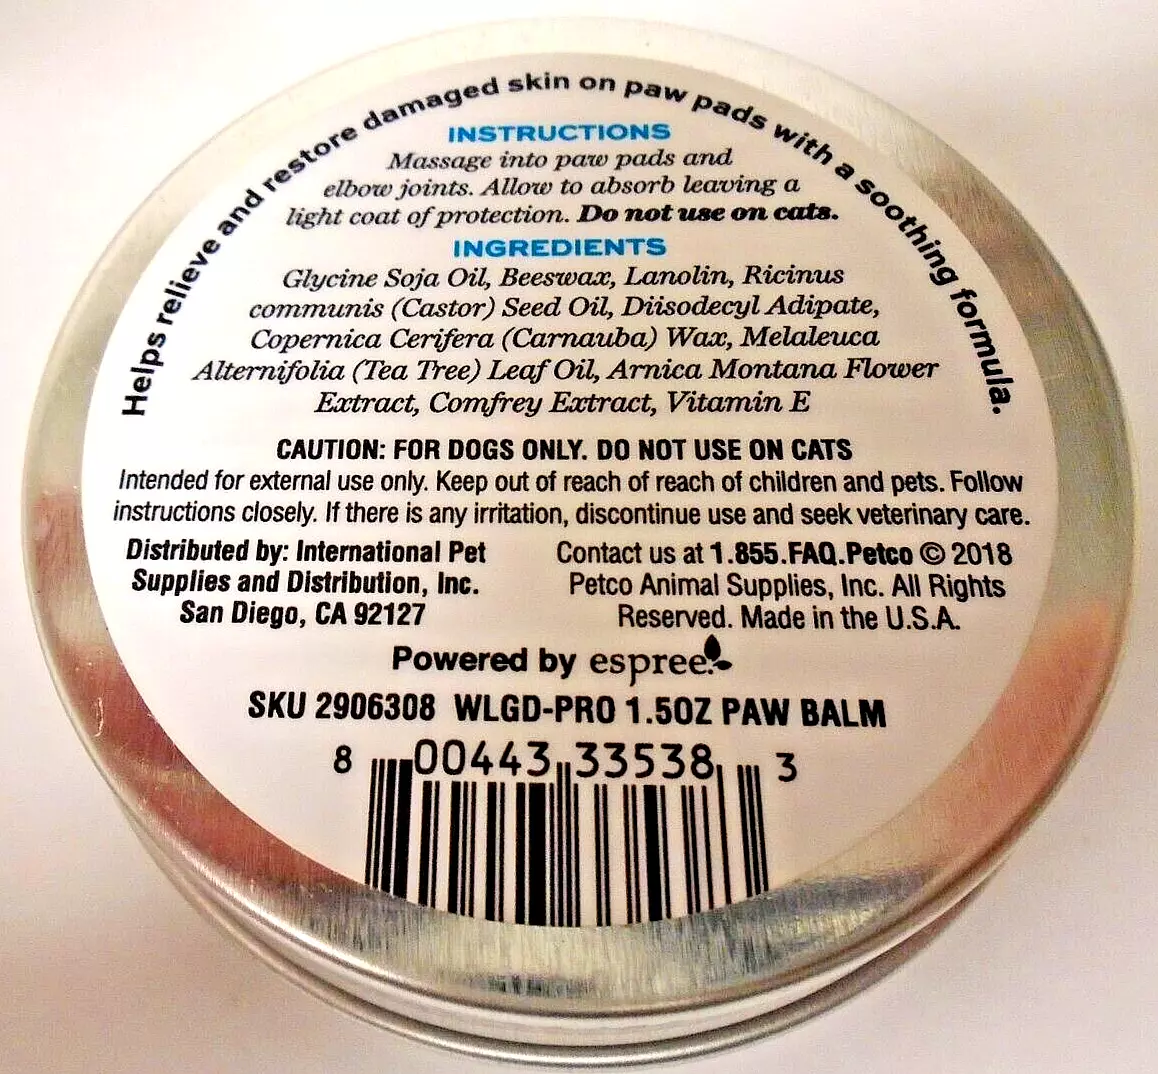 Helps relieve and restore damaged skin on paw pads with a soothing formula.
INSTRUCTIONS
Massage into paw pads and
elbow joints. Allow to absorb leaving a
light coat of protection. Do not use on cats.
INGREDIENTS
Glycine Soja Oil, Beeswax, Lanolin, Ricinus
communis (Castor) Seed Oil, Diisodecyl Adipate,
Copernica Cerifera (Carnauba) Wax, Melaleuca
Alternifolia (Tea Tree) Leaf Oil, Arnica Montana Flower
Extract, Comfrey Extract, Vitamin E
CAUTION: FOR DOGS ONLY. DO NOT USE ON CATS
Intended for external use only. Keep out of reach of reach of children and pets. Follow
instructions closely. If there is any irritation, discontinue use and seek veterinary care.
Distributed by: International Pet
Supplies and Distribution, Inc.
San Diego, CA 92127
Contact us at 1.855.FAQ.Petco © 2018
Petco Animal Supplies, Inc. All Rights
Reserved. Made in the U.S.A.
Powered by espree
SKU 2906308 WLGD-PRO 1.5OZ PAW BALM
8 00443 33538 3